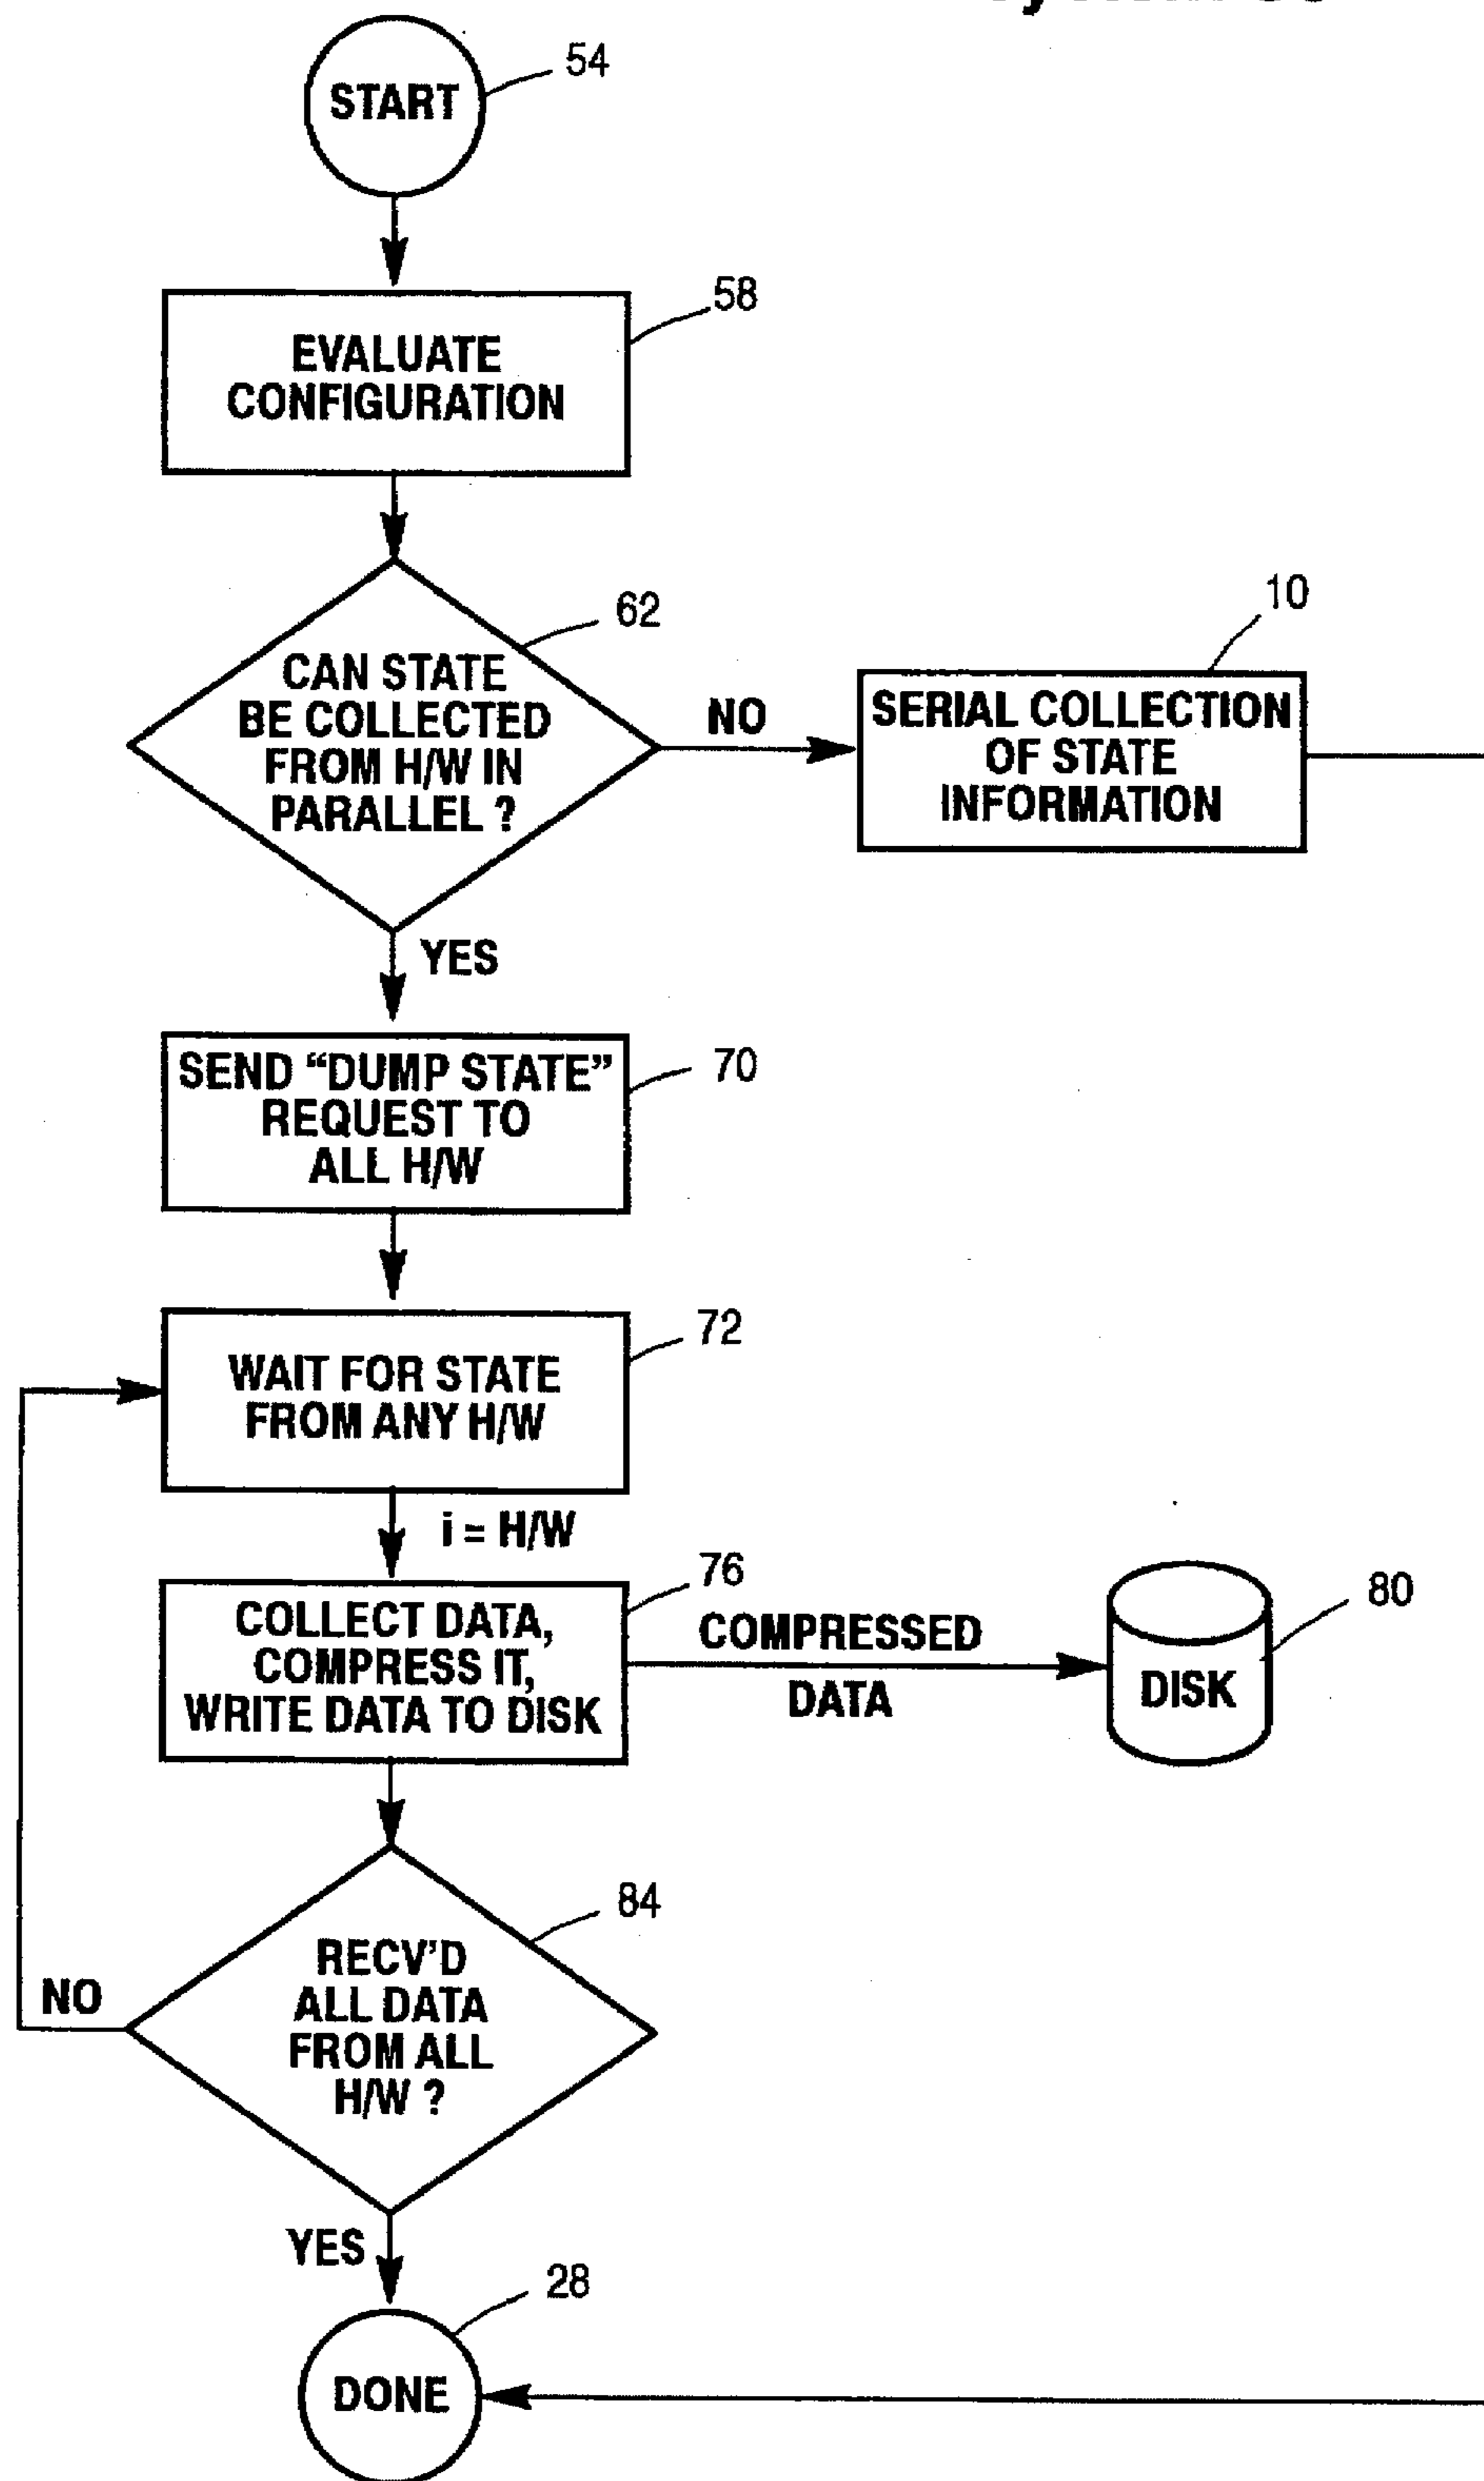 54
START
58
EVALUATE
CONFIGURATION
62
CAN STATE
BE COLLECTED
FROM H/W IN
PARALLEL ?
NO
10
SERIAL COLLECTION
OF STATE
INFORMATION
YES
70
SEND “DUMP STATE”
REQUEST TO
ALL H/W
72
WAIT FOR STATE
FROM ANY H/W
i = H/W
76
COLLECT DATA,
COMPRESS IT,
WRITE DATA TO DISK
COMPRESSED
DATA
80
DISK
84
RECV'D
ALL DATA
FROM ALL
H/W ?
NO
YES
28
DONE